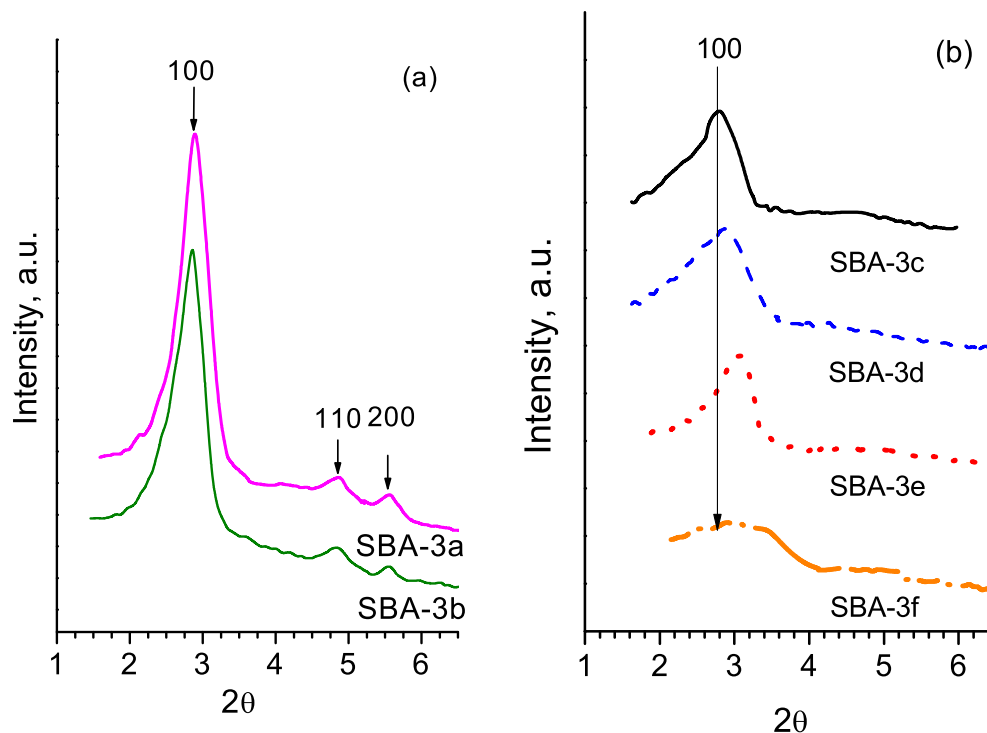 (a)
100
110 200
SBA-3a
SBA-3b
Intensity, a.u.
1 2 3 4 5 6
2θ
(b)
100
SBA-3c
SBA-3d
SBA-3e
SBA-3f
Intensity, a.u.
1 2 3 4 5 6
2θ